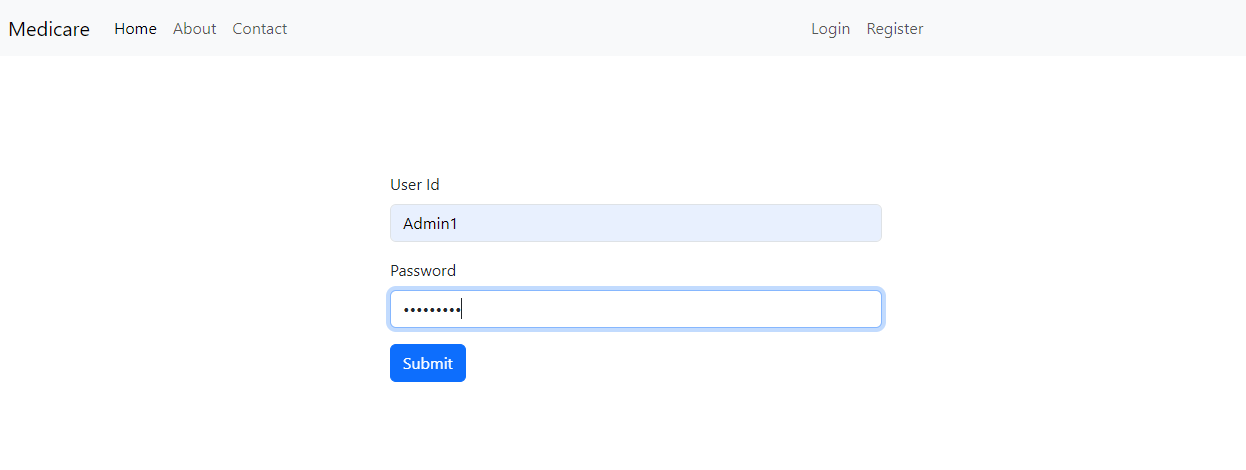 Medicare Home About Contact Login Register
User Id
Admin1
Password
•••••••••
Submit